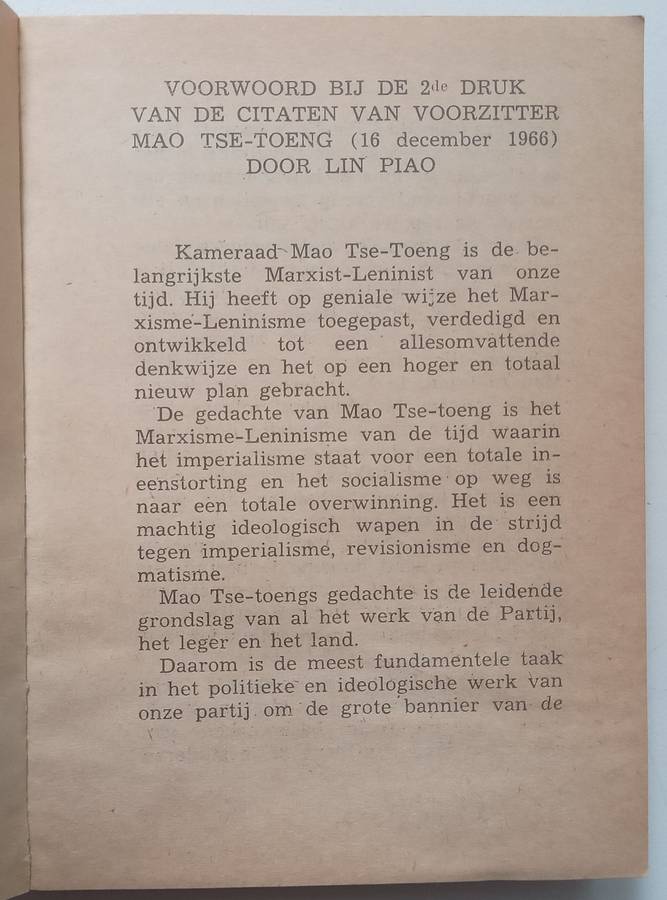 VOORWOORD BIJ DE 2de DRUK
VAN DE CITATEN VAN VOORZITTER
MAO TSE-TOENG (16 december 1966)
DOOR LIN PIAO
Kameraad Mao Tse-Toeng is de be-
langrijkste Marxist-Leninist van onze
tijd. Hij heeft op geniale wijze het Mar-
xisme-Leninisme toegepast, verdedigd en
ontwikkeld tot een allesomvattende
denkwijze en het op een hoger en totaal
nieuw plan gebracht.
De gedachte van Mao Tse-toeng is het
Marxisme-Leninisme van de tijd waarin
het imperialisme staat voor een totale in-
eenstorting en het socialisme op weg is
naar een totale overwinning. Het is een
machtig ideologisch wapen in de strijd
tegen imperialisme, revisionisme en dog-
matisme.
Mao Tse-toengs gedachte is de leidende
grondslag van al het werk van de Partij,
het leger en het land.
Daarom is de meest fundamentele taak
in het politieke en ideologische werk van
onze partij om de grote bannier van de